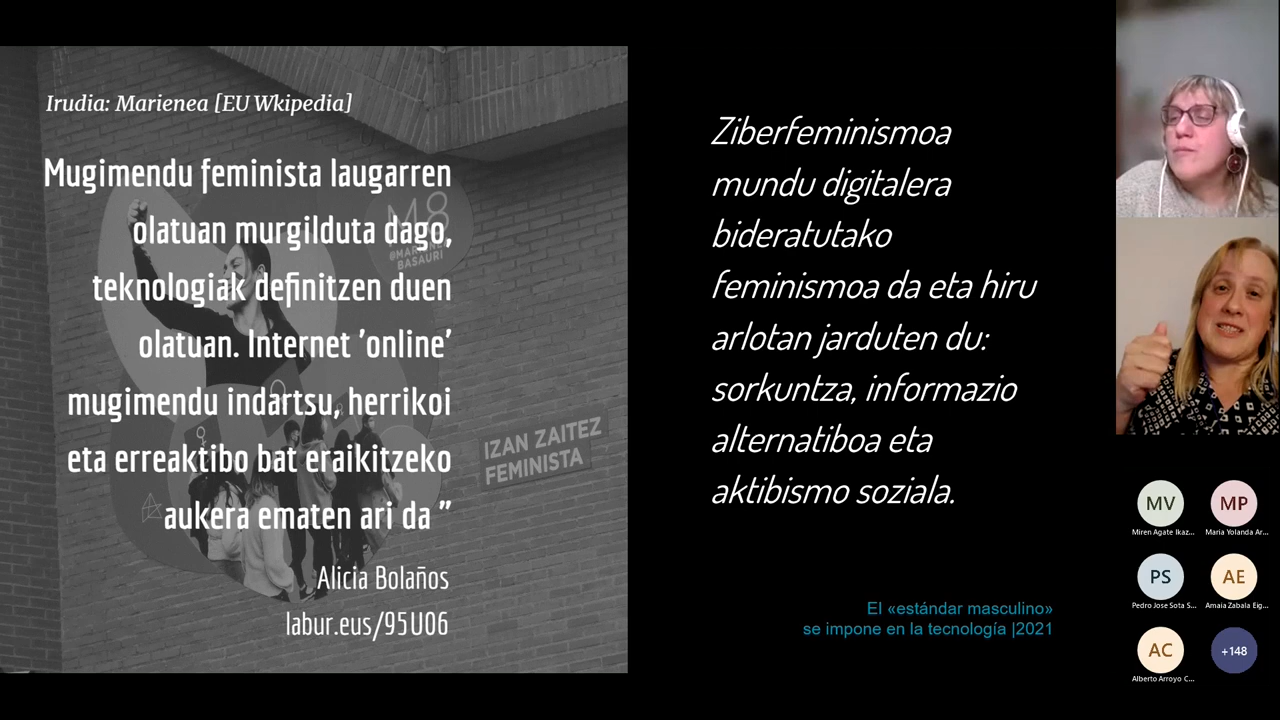 Irudia: Marienea [EU Wkipedia]
Mugimendu feminista laugarren
olatuan murgilduta dago,
teknologiak definitzen duen
olatuan. Internet 'online'
mugimendu indartsu, herrikoi
eta erreaktibo bat eraikitzeko
aukera ematen ari da ”
Alicia Bolaños
labur.eus/95U06
M8
@MARIENEA
BASAURI
IZAN ZAITEZ
FEMINISTA
Ziberfeminismoa
mundu digitalera
bideratutako
feminismoa da eta hiru
arlotan jarduten du:
sorkuntza, informazio
alternatiboa eta
aktibismo soziala.
El «estándar masculino»
se impone en la tecnología |2021
MV
Miren Agate Ikaz...
MP
Maria Yolanda Ar...
PS
Pedro Jose Sota S...
AE
Amaia Zabala Eig...
AC
Alberto Arroyo C...
+148